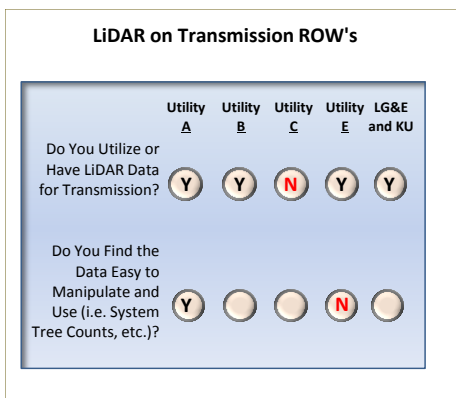 LiDAR on Transmission ROW's
Utility Utility Utility Utility LG&E
A B C E and KU
Do You Utilize or
Have LiDAR Data
for Transmission? Y Y N Y Y
Do You Find the
Data Easy to
Manipulate and
Use (i.e. System Y N
Tree Counts, etc.)?